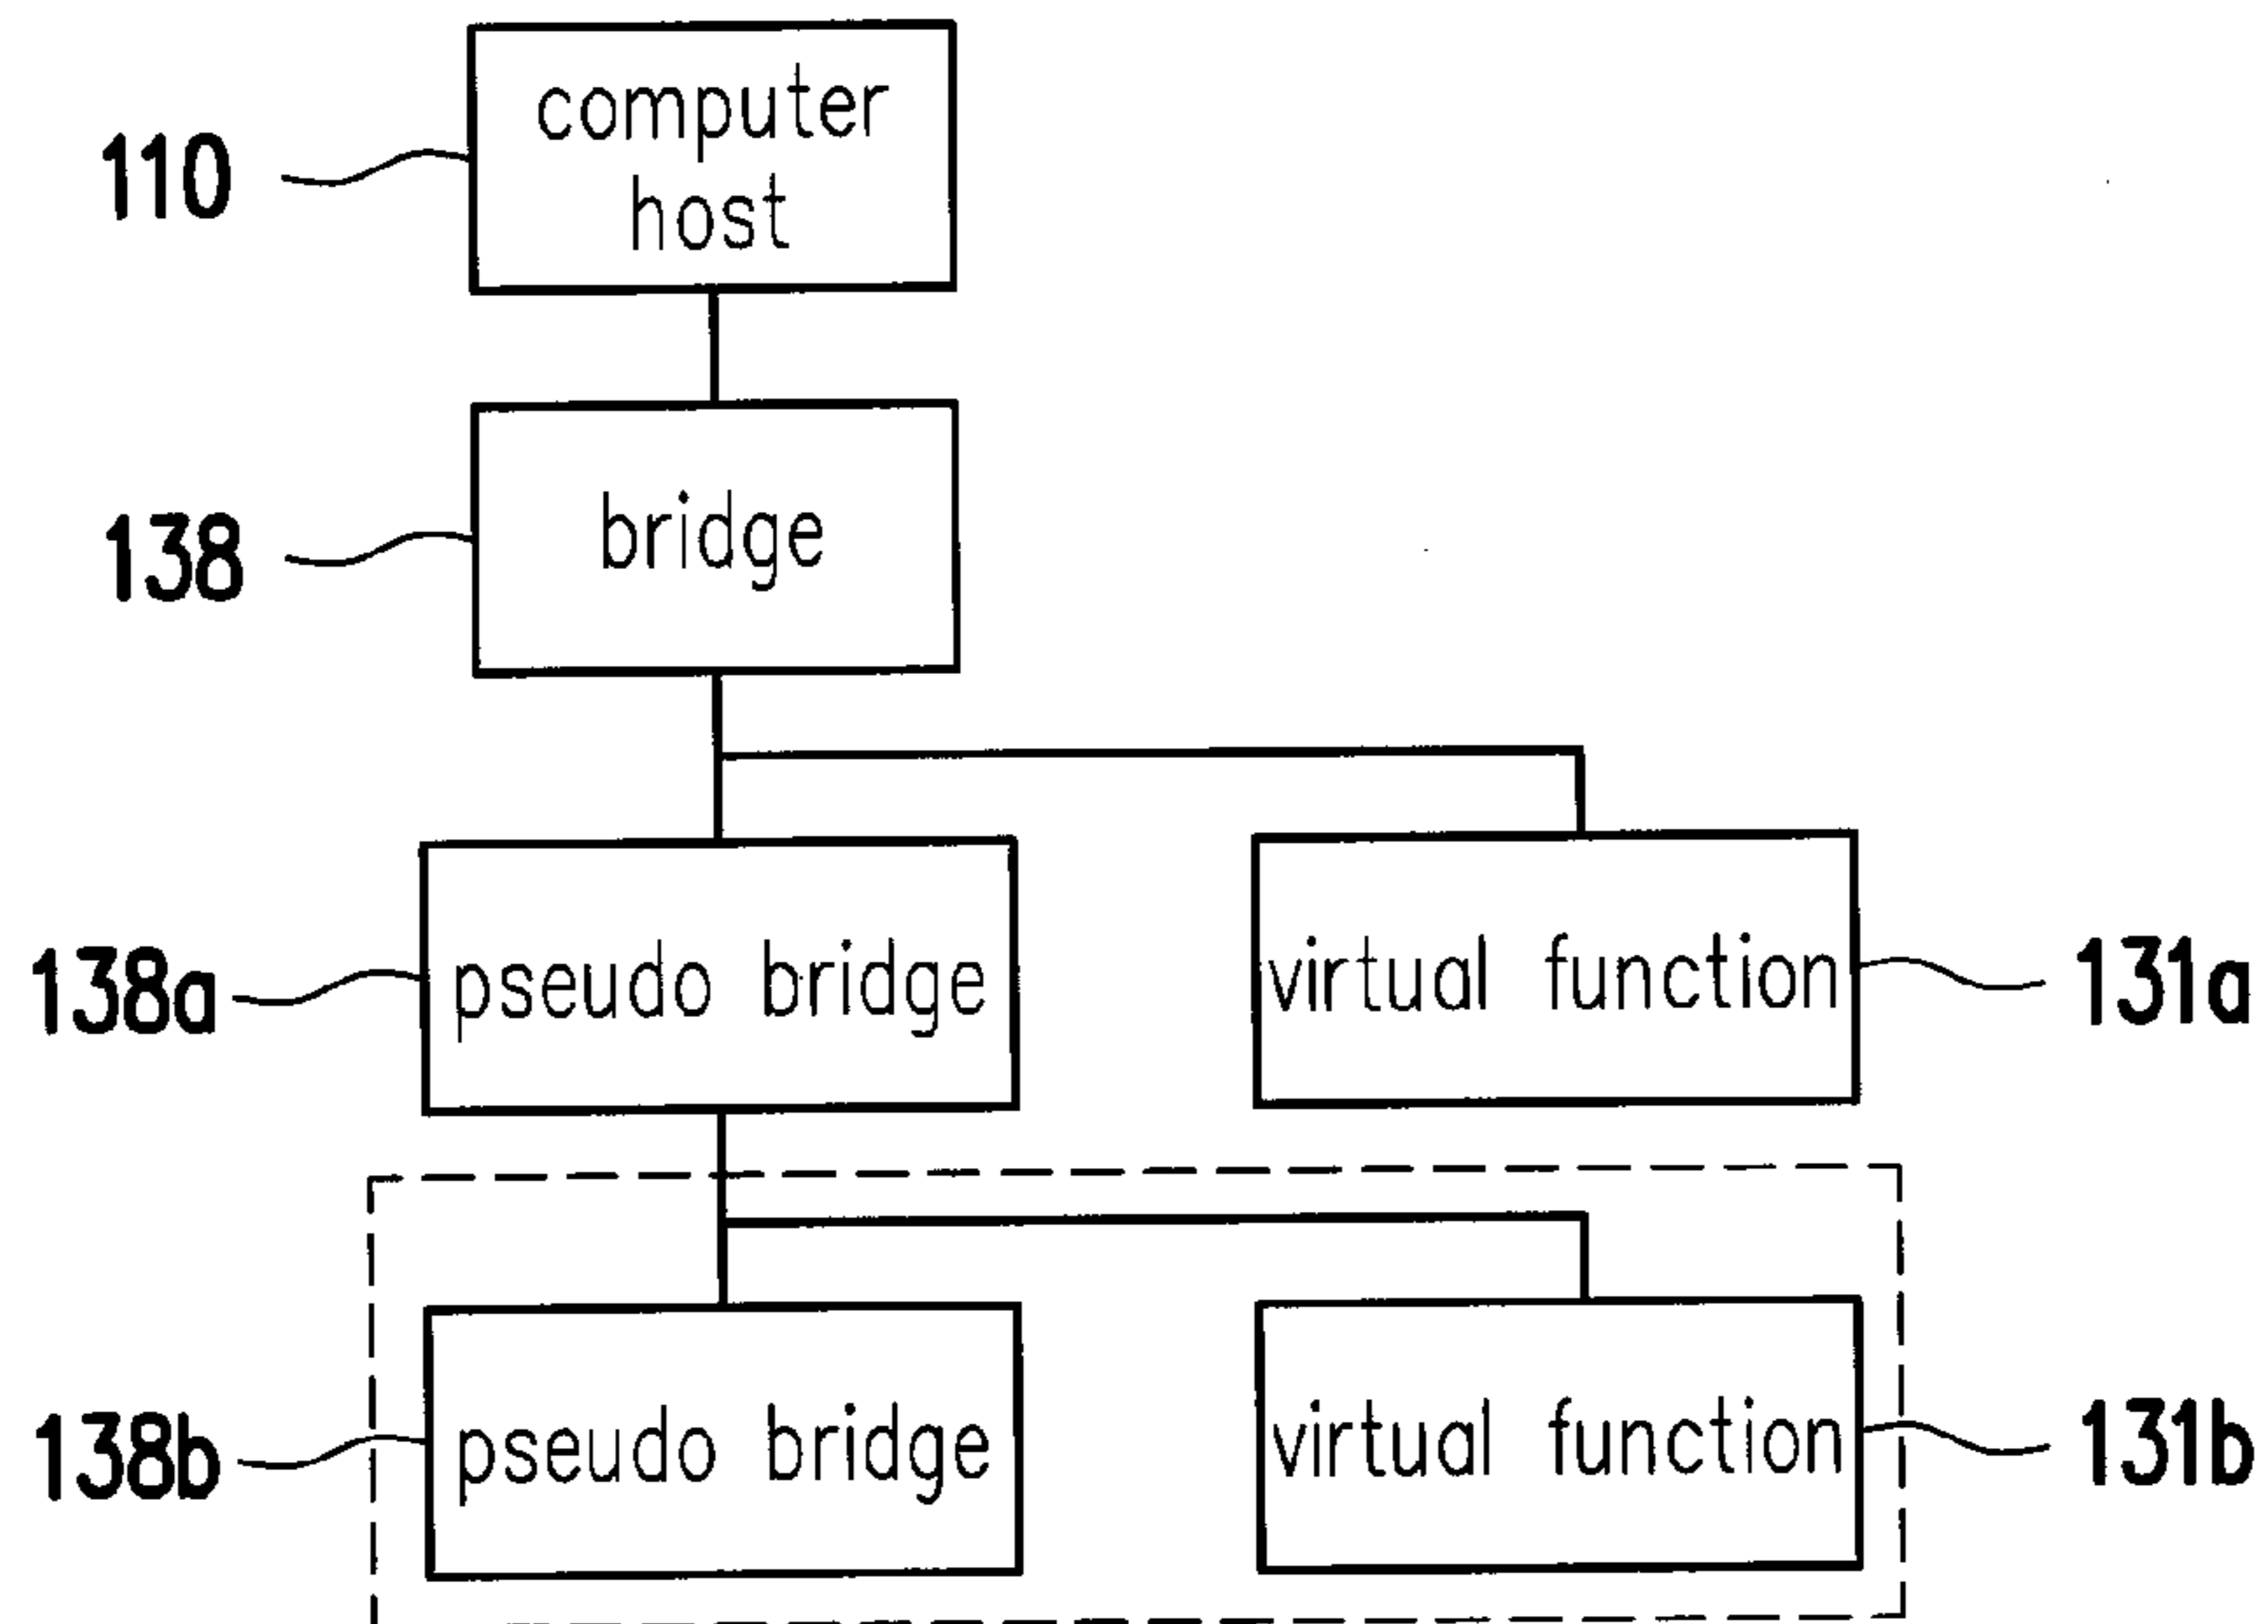 computer
host
110
bridge
138
138a
pseudo bridge
virtual function
131a
138b
pseudo bridge
virtual function
131b